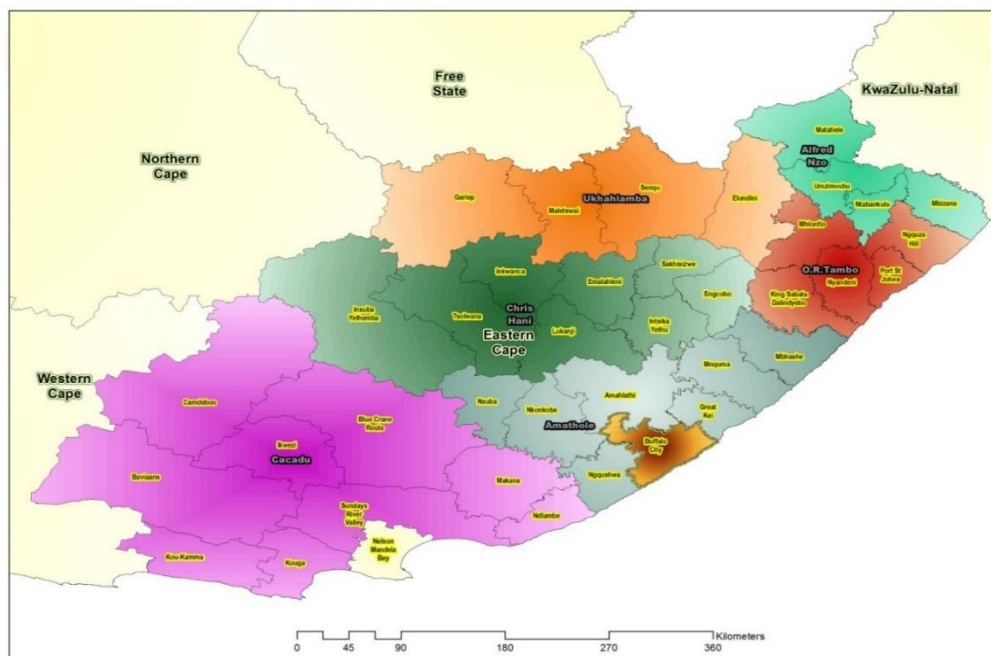 Free
State
KwaZulu-Natal
Matatiele
Alfred
Nzo
Northern
Cape
Umzimvubu
Senqu
Gariep
Ukhahlamba
Elundini
Mbizana
Maletswai
Ntabankulu
Mhlontlo
Ngquza
Hill
Sakhisizwe
O.R.Tambo
Port St
Johns
Inkwanca
Emalahleni
Nyandeni
Engcobo
King Sabata
Dalindyebo
Chris
Hani
Inxuba
Yethemba
Tsolwana
Lukanji
Intsika
Yethu
Eastern
Cape
Mbhashe
Mnquma
Western
Cape
Amahlathi
Camdeboo
Nxuba
Nkonkobe
Great
Kei
Blue Crane
Route
Amathole
Ikwezi
Buffalo
City
Cacadu
Baviaans
Makana
Ngqushwa
Sundays
River
Valley
Ndlambe
Nelson
Mandela
Bay
Kou-Kamma
Kouga
Kilometers
0 45 90 180 270 360